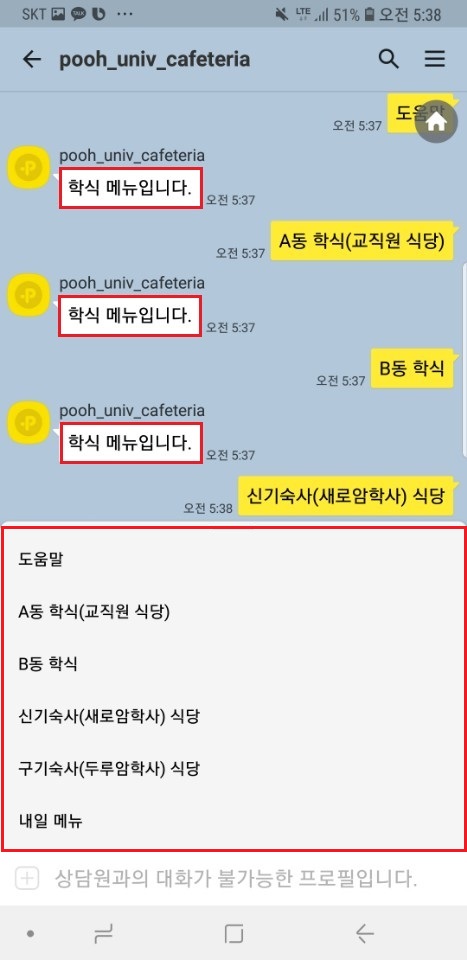 SKT LTE 51% 오전 5:38
pooh_univ_cafeteria
도움말
오전 5:37
pooh_univ_cafeteria
학식 메뉴입니다.
오전 5:37
A동 학식(교직원 식당)
오전 5:37
pooh_univ_cafeteria
학식 메뉴입니다.
오전 5:37
B동 학식
오전 5:37
pooh_univ_cafeteria
학식 메뉴입니다.
오전 5:37
신기숙사(새로암학사) 식당
오전 5:38
도움말
A동 학식(교직원 식당)
B동 학식
신기숙사(새로암학사) 식당
구기숙사(두루암학사) 식당
내일 메뉴
상담원과의 대화가 불가능한 프로필입니다.